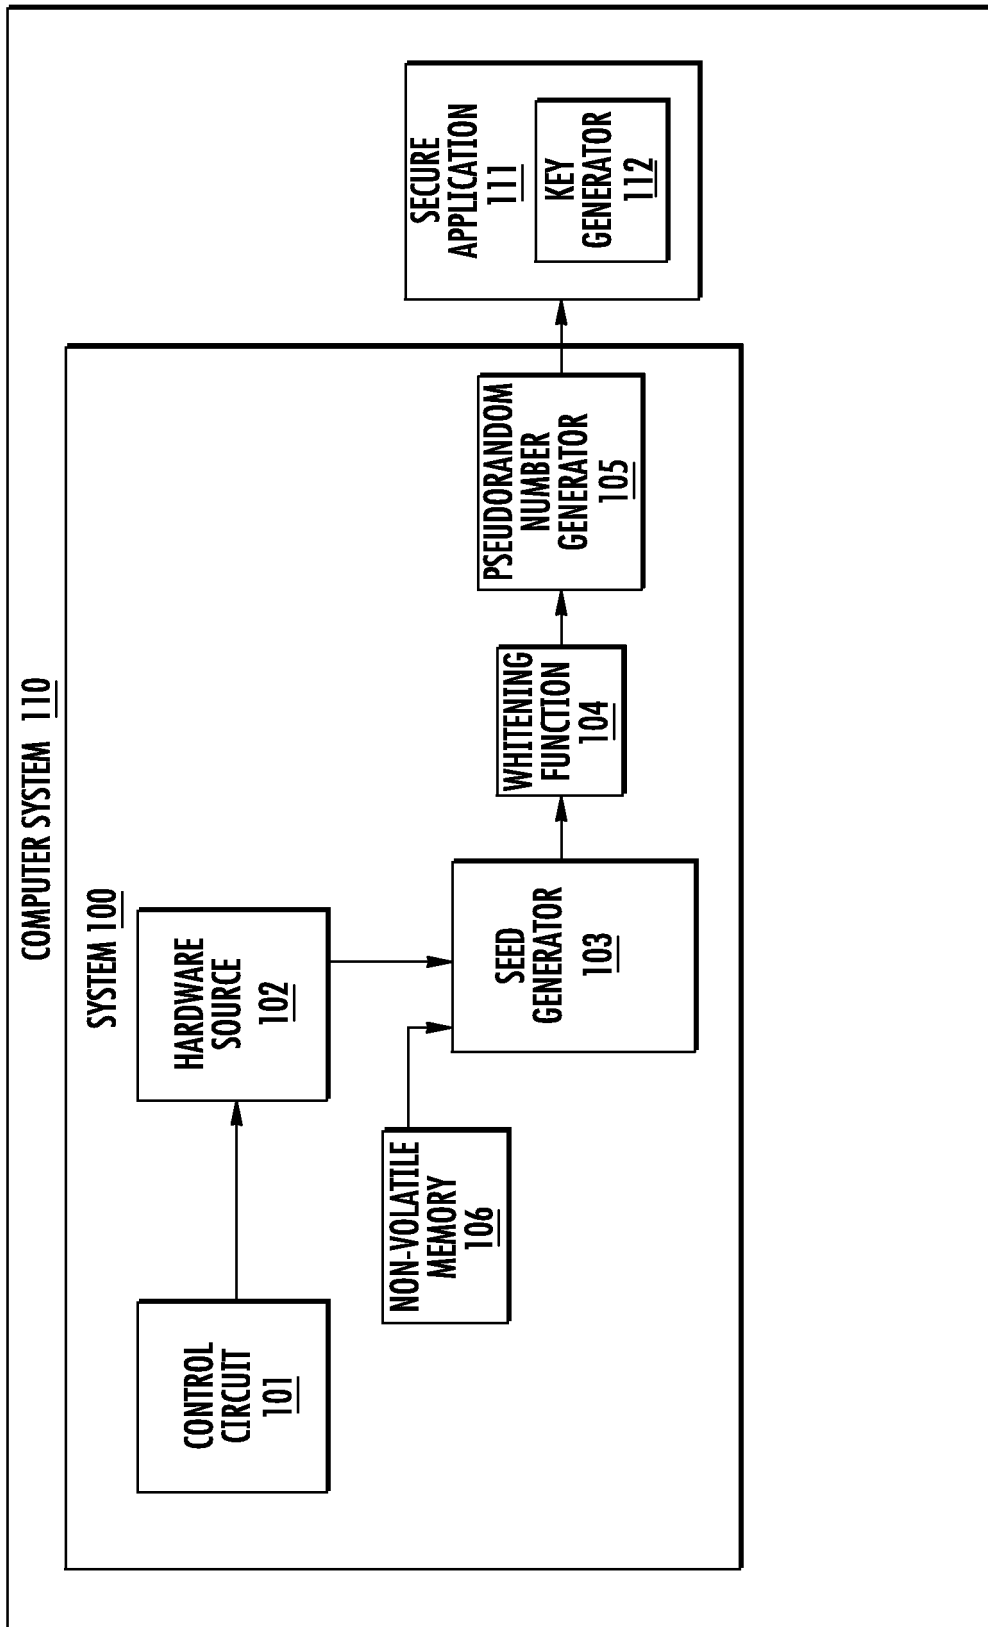 COMPUTER SYSTEM 110
SYSTEM 100
CONTROL
CIRCUIT
101
HARDWARE
SOURCE
102
NON-VOLATILE
MEMORY
106
SEED
GENERATOR
103
WHITENING
FUNCTION
104
PSEUDORANDOM
NUMBER
GENERATOR
105
SECURE
APPLICATION
111
KEY
GENERATOR
112